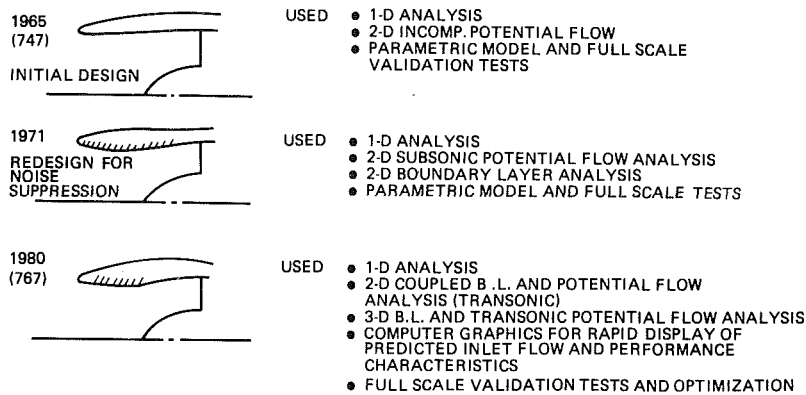 1965
(747)
INITIAL DESIGN
USED
● 1-D ANALYSIS
● 2-D INCOMP. POTENTIAL FLOW
● PARAMETRIC MODEL AND FULL SCALE
VALIDATION TESTS
1971
REDESIGN FOR
NOISE
SUPPRESSION
USED
● 1-D ANALYSIS
● 2-D SUBSONIC POTENTIAL FLOW ANALYSIS
● 2-D BOUNDARY LAYER ANALYSIS
● PARAMETRIC MODEL AND FULL SCALE TESTS
1980
(767)
USED
● 1-D ANALYSIS
● 2-D COUPLED B.L. AND POTENTIAL FLOW
ANALYSIS (TRANSONIC)
● 3-D B.L. AND TRANSONIC POTENTIAL FLOW ANALYSIS
● COMPUTER GRAPHICS FOR RAPID DISPLAY OF
PREDICTED INLET FLOW AND PERFORMANCE
CHARACTERISTICS
● FULL SCALE VALIDATION TESTS AND OPTIMIZATION